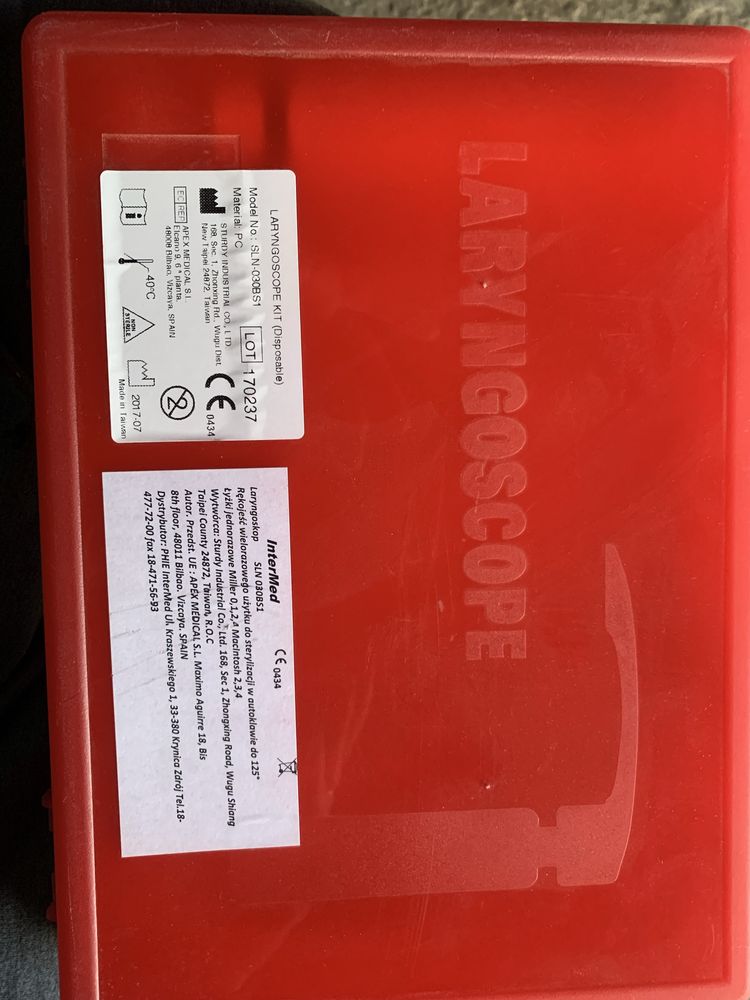 LARYNGOSCOPE
LARYNGOSCOPE KIT (Disposable)
Model No.: SLN-030BS1
Material: PC
LOT 170237
STURDY INDUSTRIAL CO., LTD
168, Sec. 1, Zhongxing Rd., Wugu Dist.
New Taipei 24872, Taiwan
CE 0434
EC REP
APEX MEDICAL S.L.
Elcano 9, 6ª planta
48008 Bilbao, Vizcaya, SPAIN
2
i
40°C
NON
STERILE
2017-07
Made in Taiwan
InterMed
CE 0434
Laryngoskop SLN 030BS1
Rękojeść wielorazowego użytku do sterylizacji w autoklawie do 125°
Łyżki jednorazowe Miller 0,1,2,* Macintosh 2,3,4
Wytwórca: Sturdy Industrial Co., Ltd. 168, Sec 1, Zhongxing Road, Wugu Shiang
Taipei County 24872, Taiwan, R.O.C
Autor. Przedst. UE : APEX MEDICAL S.L. Maximo Aguirre 18, Bis
8th floor, 48011 Bilbao. Vizcaya. SPAIN
Dystrybutor: PHIE InterMed Ul. Kraszewskiego 1, 33-380 Krynica Zdrój Tel.18-
477-72-00 fax 18-471-56-93